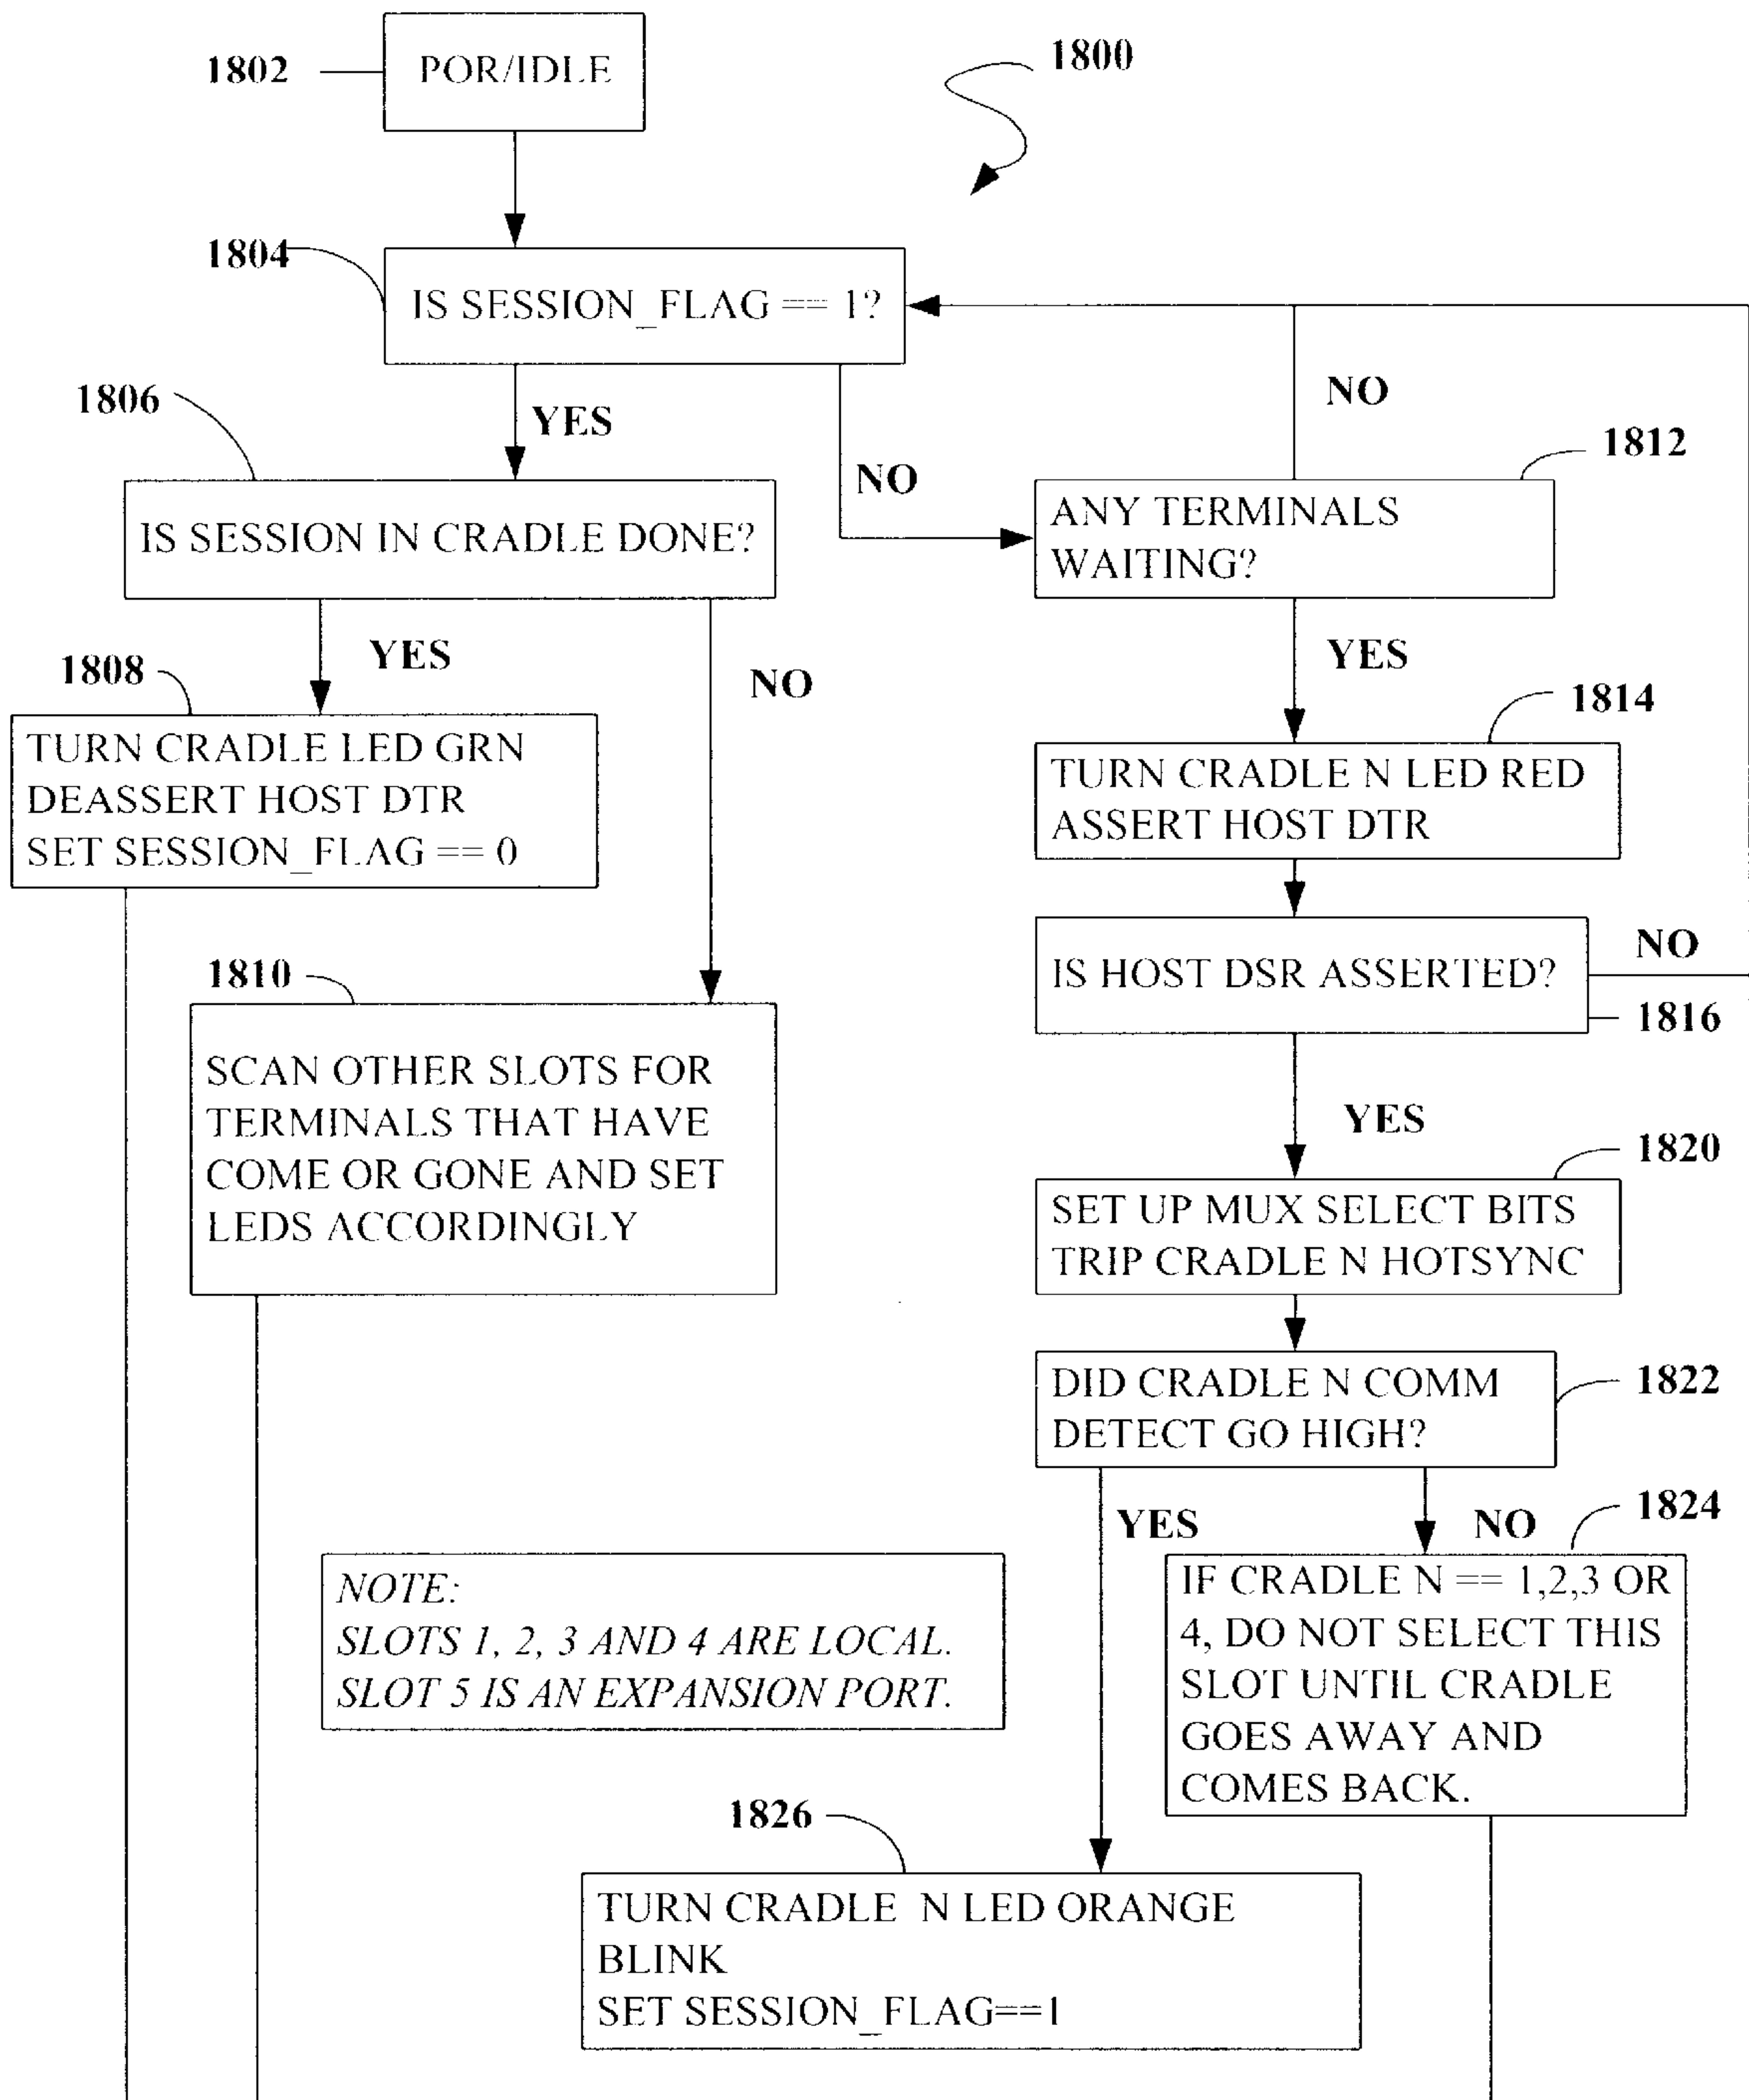 1802
POR/IDLE
1800
1804
IS SESSION_FLAG == 1?
1806
YES
NO
NO
1812
IS SESSION IN CRADLE DONE?
ANY TERMINALS
WAITING?
1808
YES
NO
YES
1814
TURN CRADLE LED GRN
DEASSERT HOST DTR
SET SESSION_FLAG == 0
TURN CRADLE N LED RED
ASSERT HOST DTR
1810
IS HOST DSR ASSERTED?
NO
1816
SCAN OTHER SLOTS FOR
TERMINALS THAT HAVE
COME OR GONE AND SET
LEDS ACCORDINGLY
YES
1820
SET UP MUX SELECT BITS
TRIP CRADLE N HOTSYNC
DID CRADLE N COMM
DETECT GO HIGH?
1822
YES
NO
1824
NOTE:
SLOTS 1, 2, 3 AND 4 ARE LOCAL.
SLOT 5 IS AN EXPANSION PORT.
IF CRADLE N == 1,2,3 OR
4, DO NOT SELECT THIS
SLOT UNTIL CRADLE
GOES AWAY AND
COMES BACK.
1826
TURN CRADLE N LED ORANGE
BLINK
SET SESSION_FLAG==1